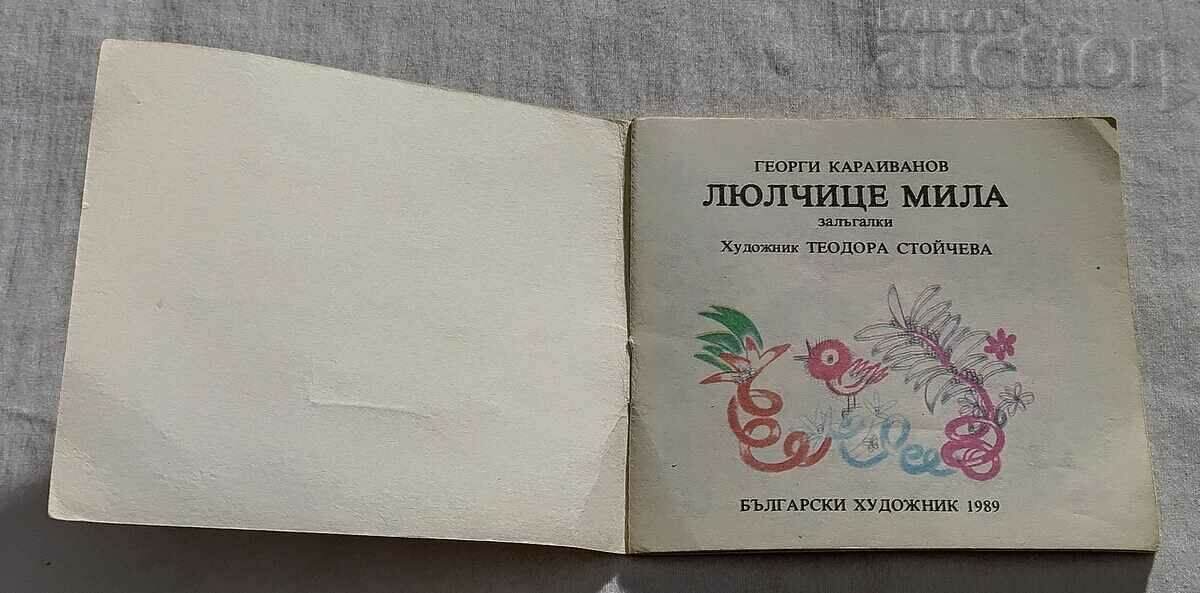 auction
ГЕОРГИ КАРАИВАНОВ
ЛЮЛЧИЦЕ МИЛА
залъгалки
Художник ТЕОДОРА СТОЙЧЕВА
БЪЛГАРСКИ ХУДОЖНИК 1989